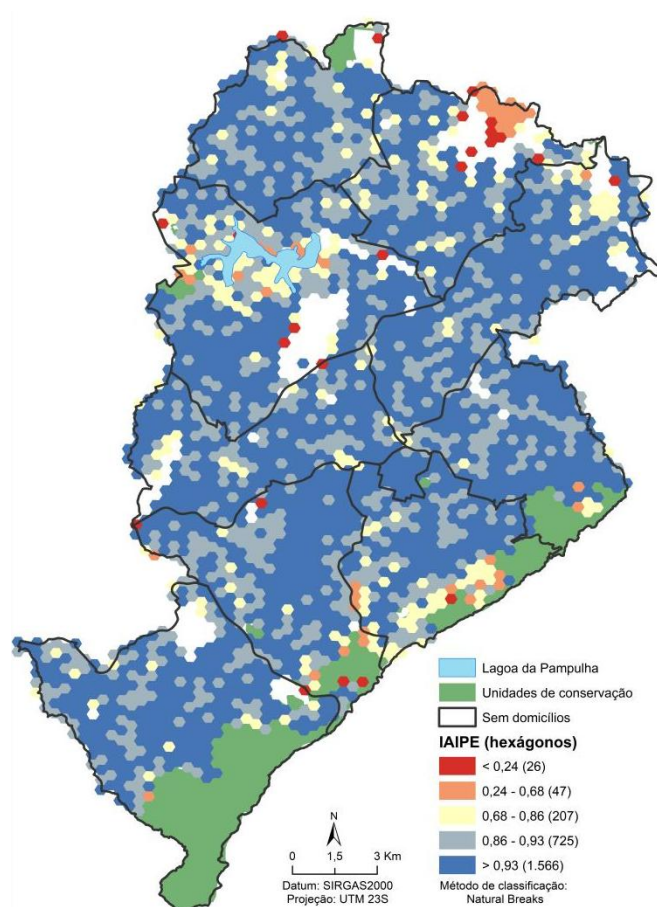 Lagoa da Pampulha
Unidades de conservação
Sem domicílios
IAIPE (hexágonos)
< 0,24 (26)
0,24 - 0,68 (47)
0,68 - 0,86 (207)
0,86 - 0,93 (725)
> 0,93 (1.566)
Método de classificação:
Natural Breaks
N
0 1,5 3 Km
Datum: SIRGAS2000
Projeção: UTM 23S